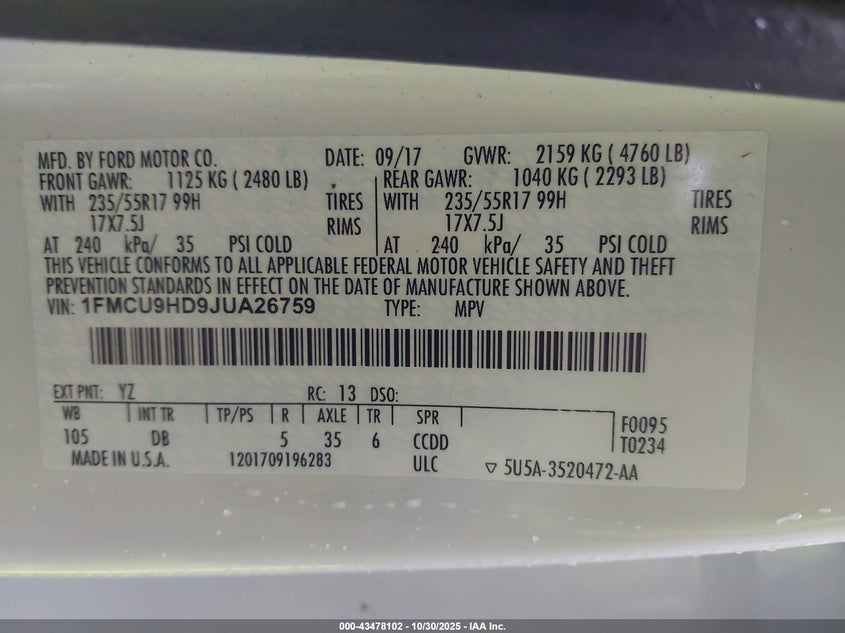 MFD. BY FORD MOTOR CO. DATE: 09/17 GVWR: 2159 KG ( 4760 LB)
FRONT GAWR: 1125 KG ( 2480 LB) REAR GAWR: 1040 KG ( 2293 LB)
WITH 235/55R17 99H TIRES WITH 235/55R17 99H TIRES
17X7.5J RIMS 17X7.5J RIMS
AT 240 kPa/ 35 PSI COLD AT 240 kPa/ 35 PSI COLD
THIS VEHICLE CONFORMS TO ALL APPLICABLE FEDERAL MOTOR VEHICLE SAFETY AND THEFT
PREVENTION STANDARDS IN EFFECT ON THE DATE OF MANUFACTURE SHOWN ABOVE.
VIN: 1FMCU9HD9JUA26759 TYPE: MPV
EXT PNT: YZ RC: 13 DSO:
WB INT TR TP/PS R AXLE TR SPR F0095
105 DB 5 35 6 CCDD T0234
MADE IN U.S.A. 1201709196283 ULC ▽ 5U5A-3520472-AA
000-43478102 - 10/30/2025 - IAA Inc.